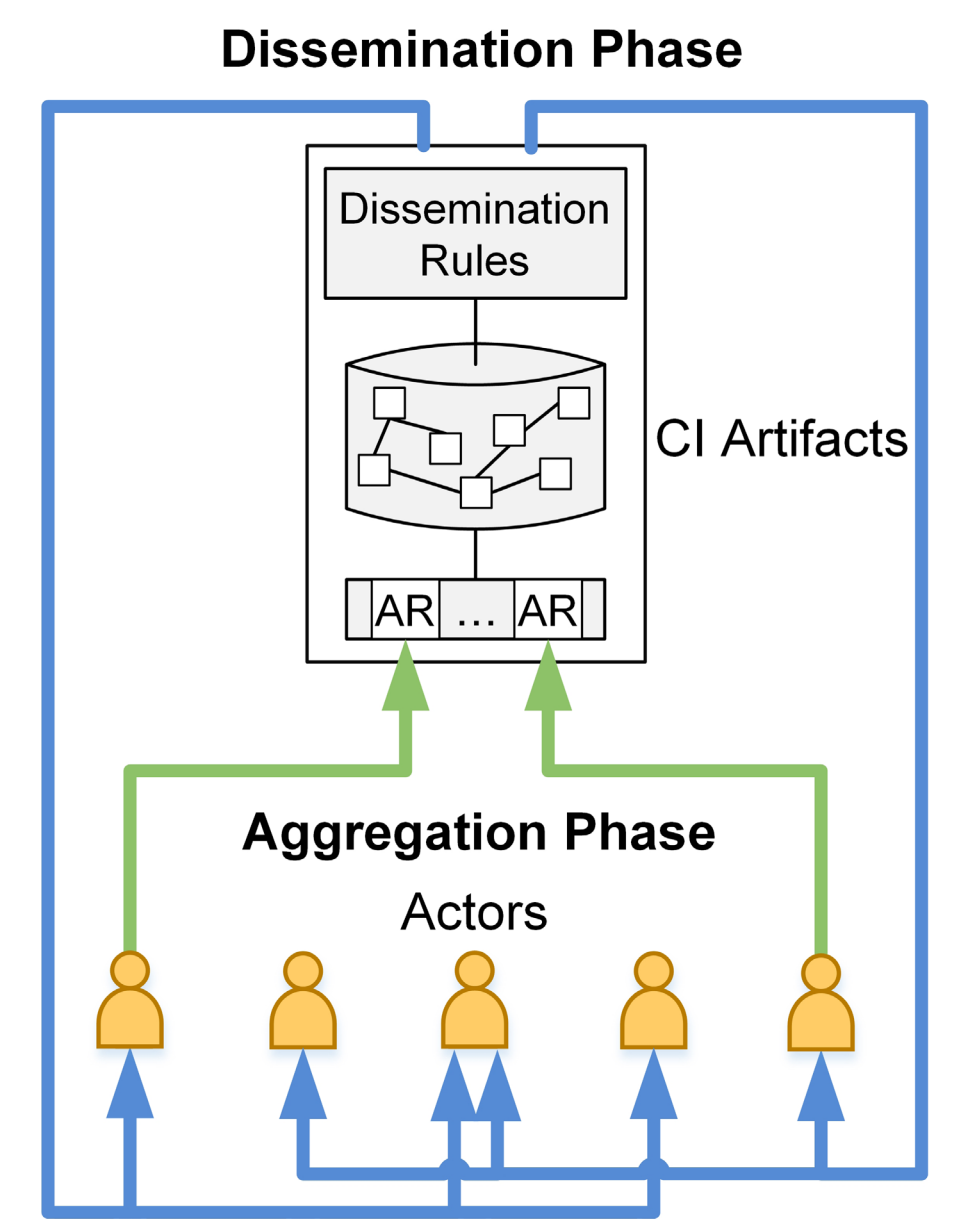 Dissemination Phase
Dissemination
Rules
CI Artifacts
AR ... AR
Aggregation Phase
Actors